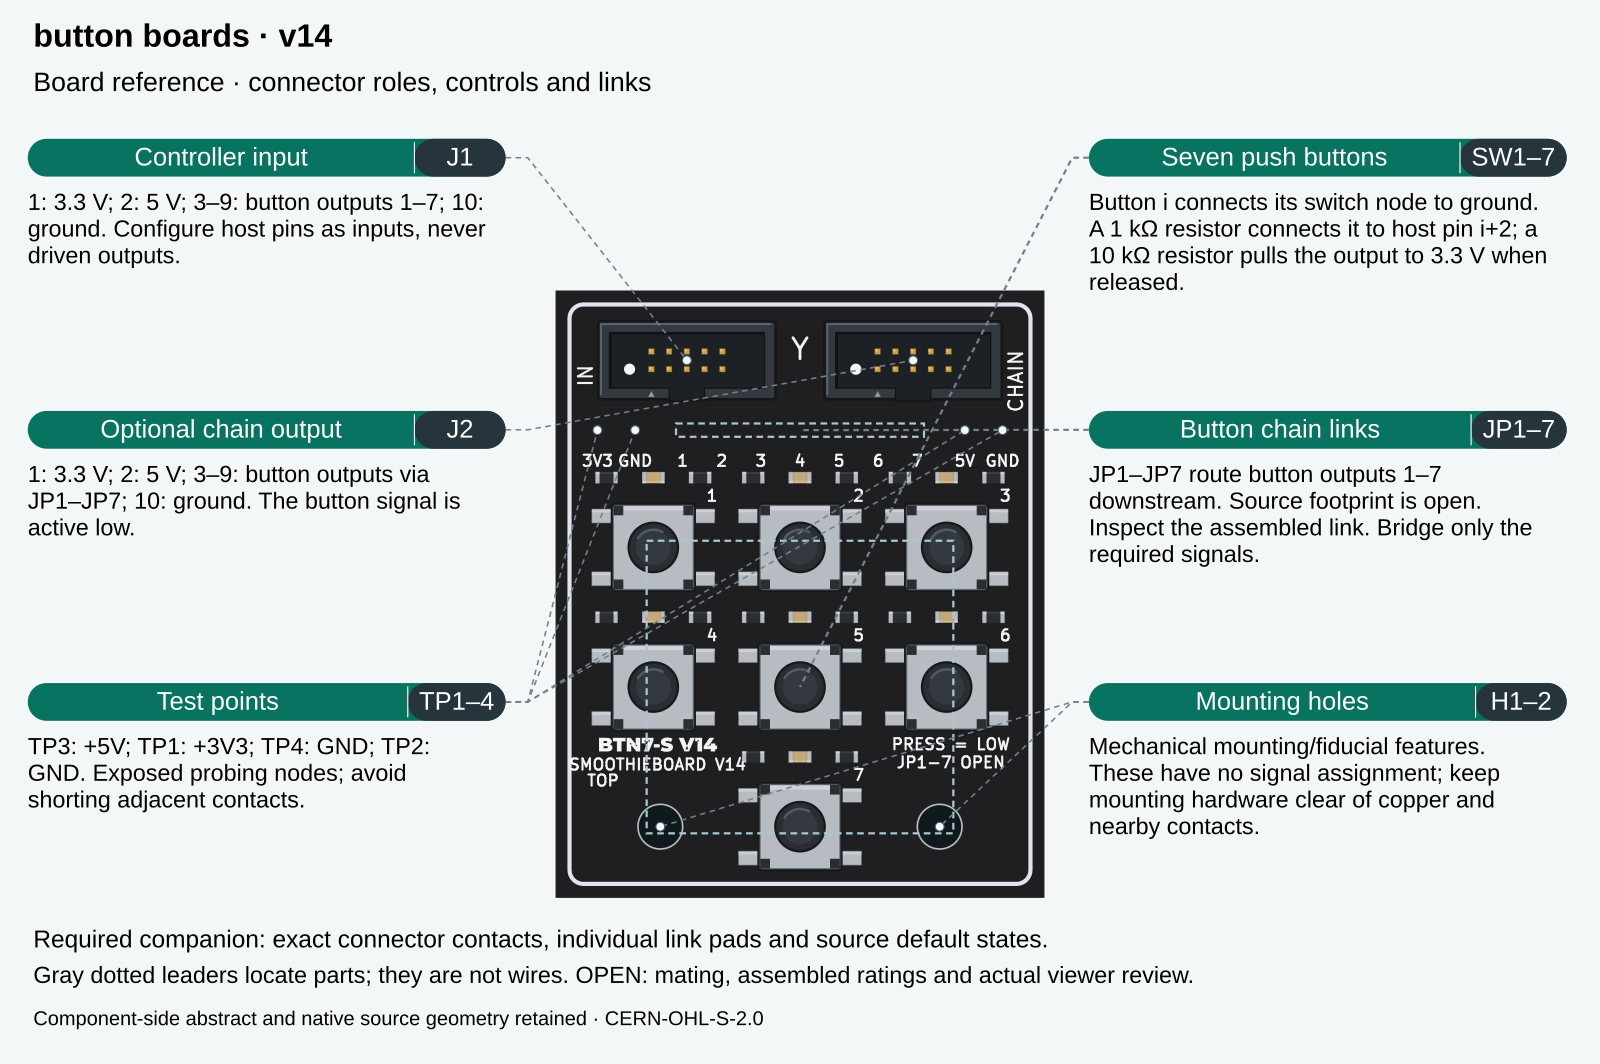 button boards · v14
Board reference · connector roles, controls and links
Controller input J1
1: 3.3 V; 2: 5 V; 3–9: button outputs 1–7; 10:
ground. Configure host pins as inputs, never
driven outputs.
Optional chain output J2
1: 3.3 V; 2: 5 V; 3–9: button outputs via
JP1–JP7; 10: ground. The button signal is
active low.
Test points TP1–4
TP3: +5V; TP1: +3V3; TP4: GND; TP2:
GND. Exposed probing nodes; avoid
shorting adjacent contacts.
IN
Y
CHAIN
3V3 GND 1 2 3 4 5 6 7 5V GND
1 2 3
4 5 6
BTN7-S V14
SMOOTHIEBOARD V14
TOP
PRESS = LOW
JP1-7 OPEN
7
Seven push buttons SW1–7
Button i connects its switch node to ground.
A 1 kΩ resistor connects it to host pin i+2; a
10 kΩ resistor pulls the output to 3.3 V when
released.
Button chain links JP1–7
JP1–JP7 route button outputs 1–7
downstream. Source footprint is open.
Inspect the assembled link. Bridge only the
required signals.
Mounting holes H1–2
Mechanical mounting/fiducial features.
These have no signal assignment; keep
mounting hardware clear of copper and
nearby contacts.
Required companion: exact connector contacts, individual link pads and source default states.
Gray dotted leaders locate parts; they are not wires. OPEN: mating, assembled ratings and actual viewer review.
Component-side abstract and native source geometry retained · CERN-OHL-S-2.0